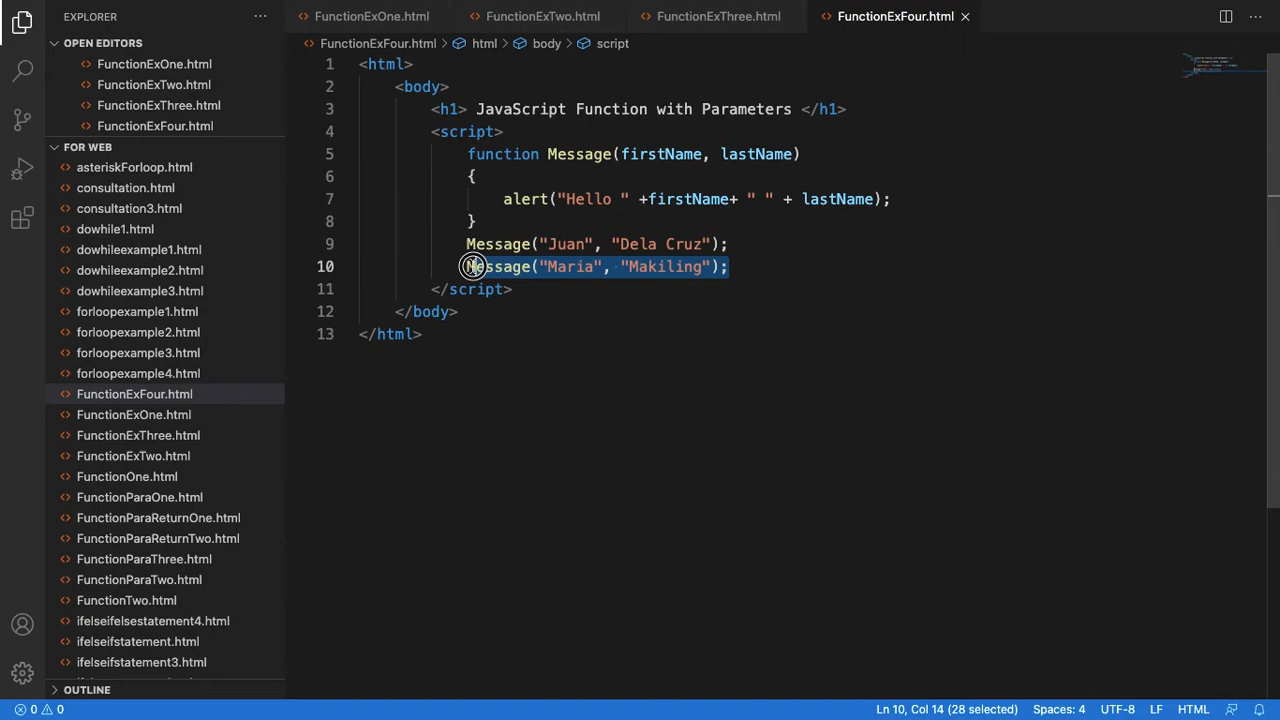 EXPLORER
OPEN EDITORS
FunctionExOne.html
FunctionExTwo.html
FunctionExThree.html
FunctionExFour.html
FOR WEB
asteriskForloop.html
consultation.html
consultation3.html
dowhile1.html
dowhileexample1.html
dowhileexample2.html
dowhileexample3.html
forloopexample1.html
forloopexample2.html
forloopexample3.html
forloopexample4.html
FunctionExFour.html
FunctionExOne.html
FunctionExThree.html
FunctionExTwo.html
FunctionOne.html
FunctionParaOne.html
FunctionParaReturnOne.html
FunctionParaReturnTwo.html
FunctionParaThree.html
FunctionParaTwo.html
FunctionTwo.html
ifelseifelsestatement4.html
ifelseifstatement.html
ifelseifstatement3.html
OUTLINE
FunctionExOne.html FunctionExTwo.html FunctionExThree.html FunctionExFour.html
FunctionExFour.html > html > body > script
1 <html>
2 <body>
3 <h1> JavaScript Function with Parameters </h1>
4 <script>
5 function Message(firstName, lastName)
6 {
7 alert("Hello " +firstName+ " " + lastName);
8 }
9 Message("Juan", "Dela Cruz");
10 Message("Maria", "Makiling");
11 </script>
12 </body>
13 </html>
0 0 Ln 10, Col 14 (28 selected) Spaces: 4 UTF-8 LF HTML